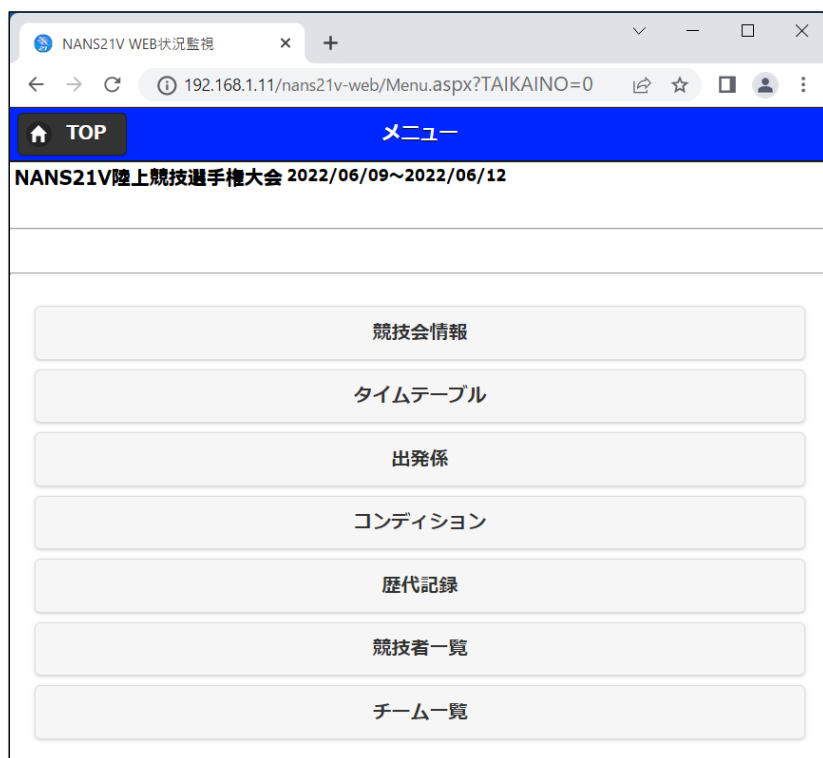 NANS21V WEB状況監視
192.168.1.11/nans21v-web/Menu.aspx?TAIKAINO=0
TOP メニュー
NANS21V陸上競技選手権大会 2022/06/09～2022/06/12
競技会情報
タイムテーブル
出発係
コンディション
歴代記録
競技者一覧
チーム一覧